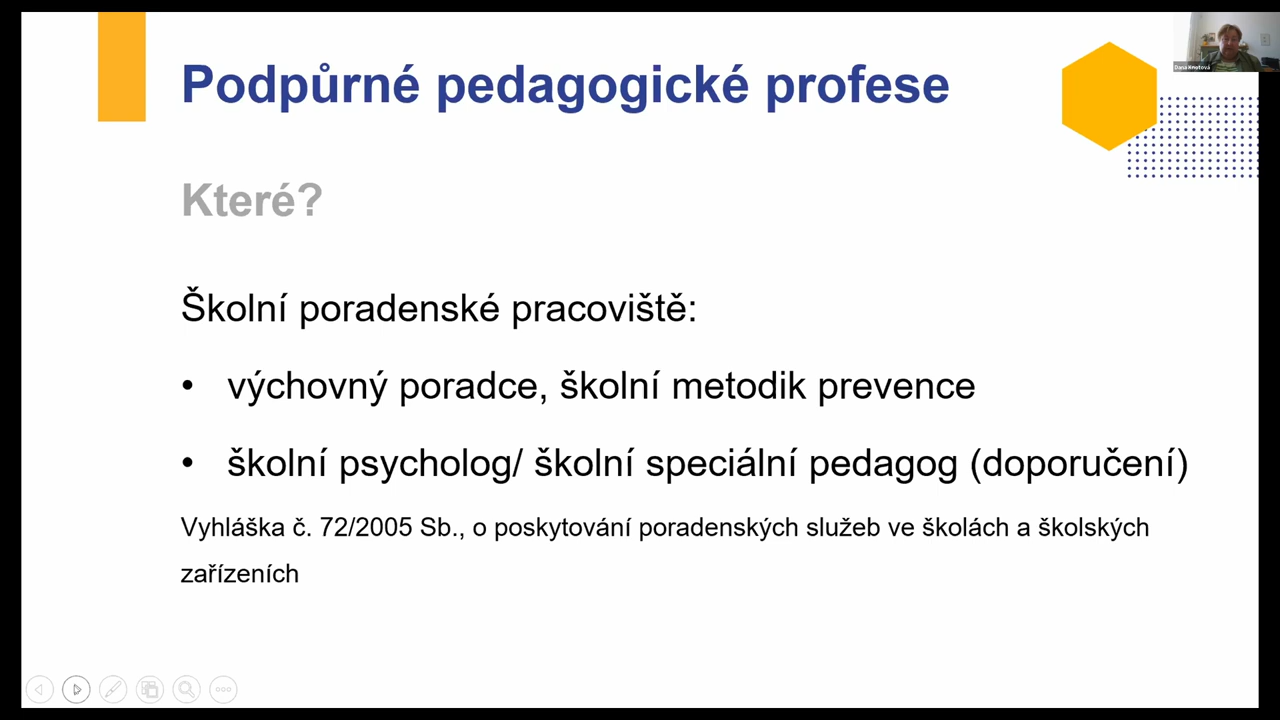 Podpůrné pedagogické profese
Které?
Školní poradenské pracoviště:
• výchovný poradce, školní metodik prevence
• školní psycholog/ školní speciální pedagog (doporučení)
Vyhláška č. 72/2005 Sb., o poskytování poradenských služeb ve školách a školských
zařízeních